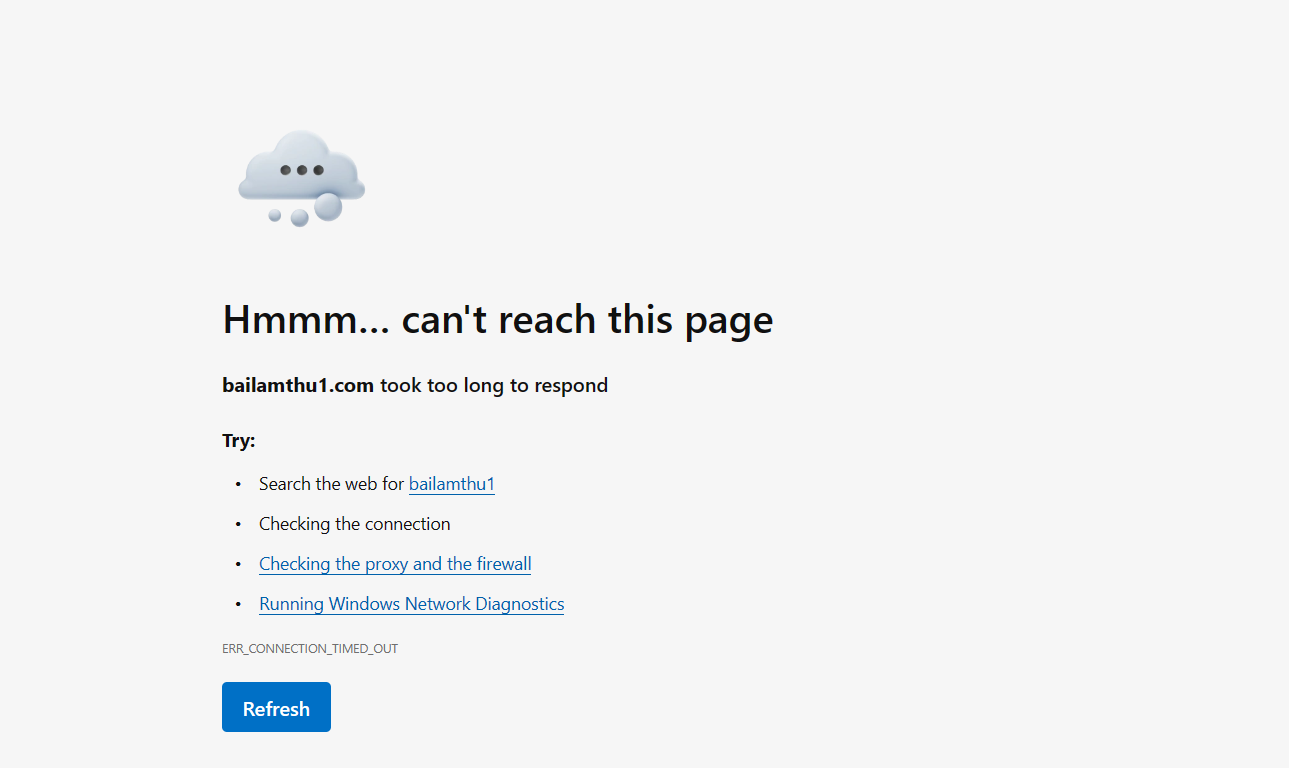 Hmmm... can't reach this page
bailamthu1.com took too long to respond
Try:
• Search the web for bailamthu1
• Checking the connection
• Checking the proxy and the firewall
• Running Windows Network Diagnostics
ERR_CONNECTION_TIMED_OUT
Refresh